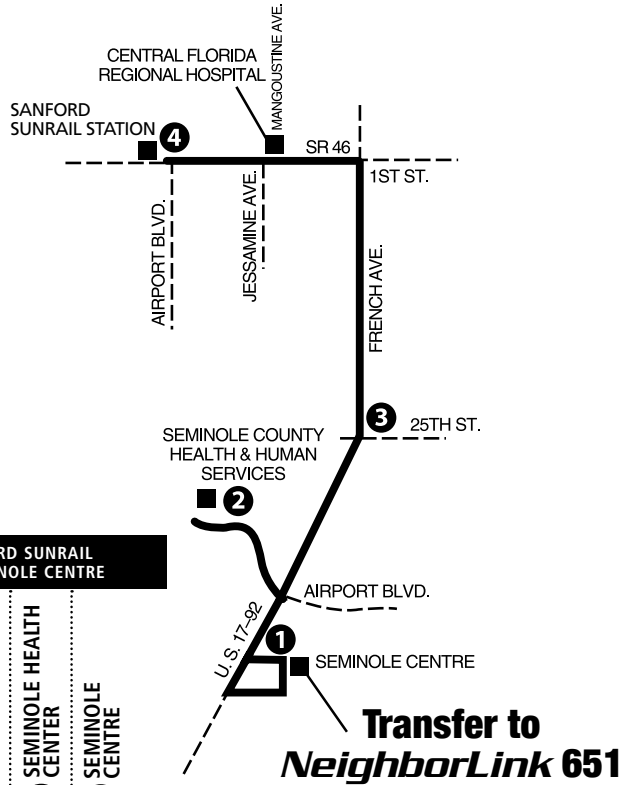 CENTRAL FLORIDA
REGIONAL HOSPITAL
MANGOUSTINE AVE.
SANFORD
SUNRAIL STATION
4
SR 46
1ST ST.
AIRPORT BLVD.
JESSAMINE AVE.
FRENCH AVE.
3
25TH ST.
SEMINOLE COUNTY
HEALTH & HUMAN
SERVICES
2
RD SUNRAIL
NOLE CENTRE
AIRPORT BLVD.
U. S. 17-92
1
SEMINOLE CENTRE
SEMINOLE HEALTH
CENTER
SEMINOLE
CENTRE
Transfer to
NeighborLink 651